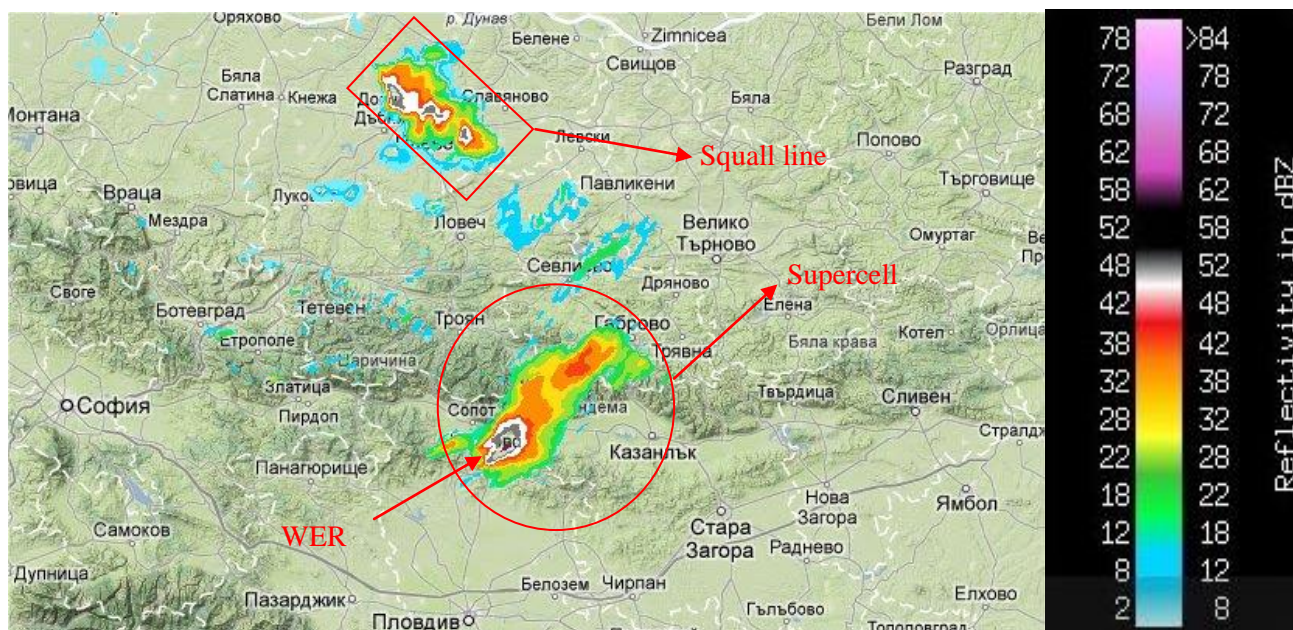 Оряхово
р. Дунав
Бели Лом
Белене
Zimnicea
Свищов
Разград
Бяла
Слатина
Кнежа
Славяново
Бяла
Монтана
Левски
Попово
Squall line
Павликени
Търговище
Враца
Мездра
Ловеч
Велико
Търново
Омуртаг
Supercell
Своге
Ботевград
Тетевен
Троян
Габрово
Дряново
Елена
Котел
Етрополе
Трявна
Бяла крава
Златица
Пирдоп
София
Сопот
Твърдица
Сливен
Панагюрище
Казанлък
WER
Самоков
Стара
Загора
Нова
Загора
Раднево
Ямбол
Дупница
Пазарджик
Белозем
Чирпан
Гълъбово
Елхово
Пловдив
Тополовград
78 >84
72 78
68 72
62 68
58 62
52 58
48 52
42 48
38 42
32 38
28 32
22 28
18 22
12 18
8 12
2 8
Reflectivity in dBZ